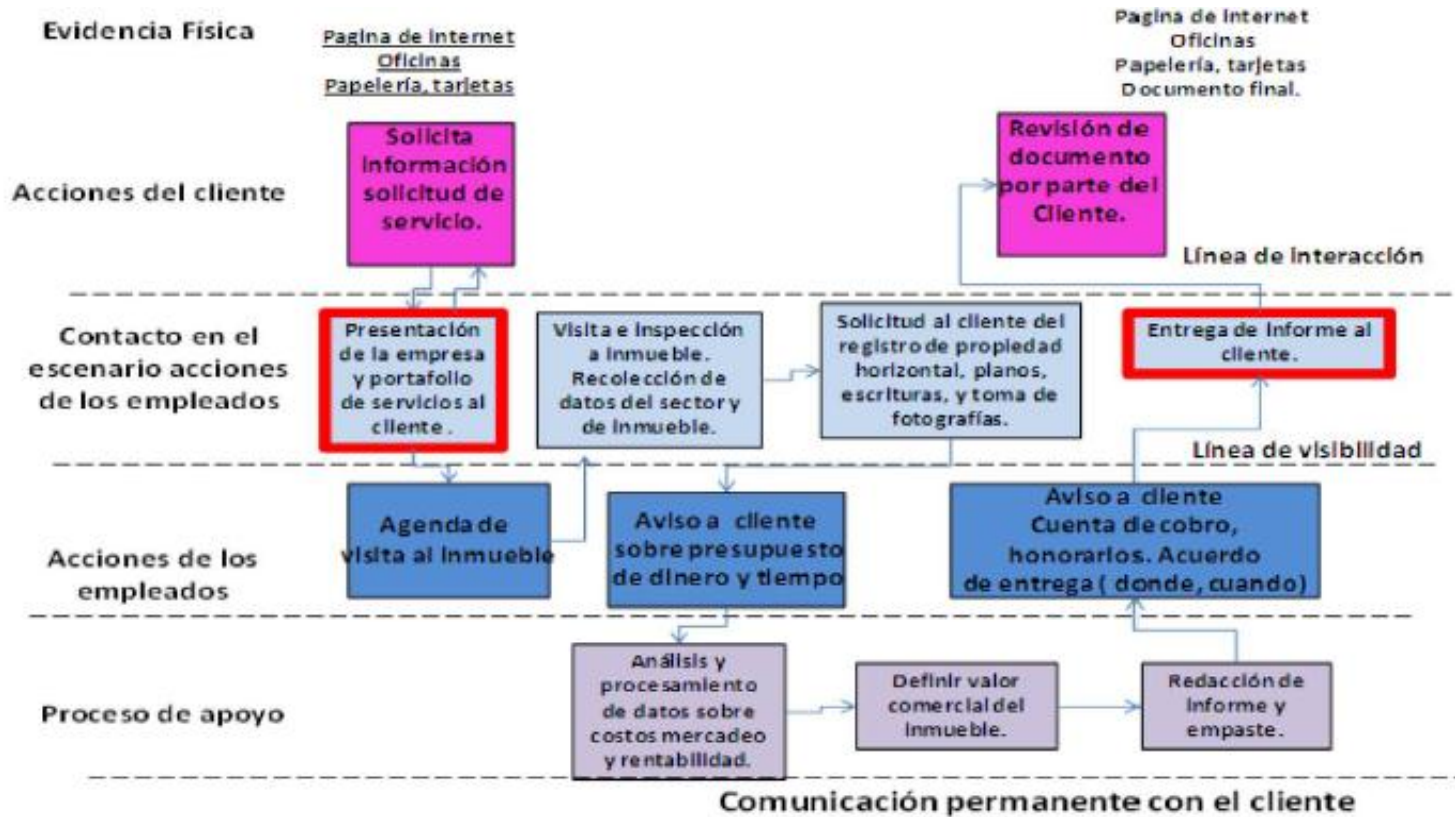 Evidencia Física
Pagina de internet
Oficinas
Papelería, tarjetas
Pagina de internet
Oficinas
Papelería, tarjetas
Documento final.
Acciones del cliente
Solicita
información
solicitud de
servicio.
Revisión de
documento
por parte del
Cliente.
Línea de interacción
Contacto en el
escenario acciones
de los empleados
Presentación
de la empresa
y portafolio
de servicios al
cliente .
Visita e inspección
a inmueble.
Recolección de
datos del sector y
de inmueble.
Solicitud al cliente del
registro de propiedad
horizontal, planos,
escrituras, y toma de
fotografías.
Entrega de informe al
cliente.
Línea de visibilidad
Acciones de los
empleados
Agenda de
visita al inmueble
Aviso a cliente
sobre presupuesto
de dinero y tiempo
Aviso a cliente
Cuenta de cobro,
honorarios. Acuerdo
de entrega ( donde, cuando)
Proceso de apoyo
Análisis y
procesamiento
de datos sobre
costos mercadeo
y rentabilidad.
Definir valor
comercial del
inmueble.
Redacción de
informe y
empaste.
Comunicación permanente con el cliente